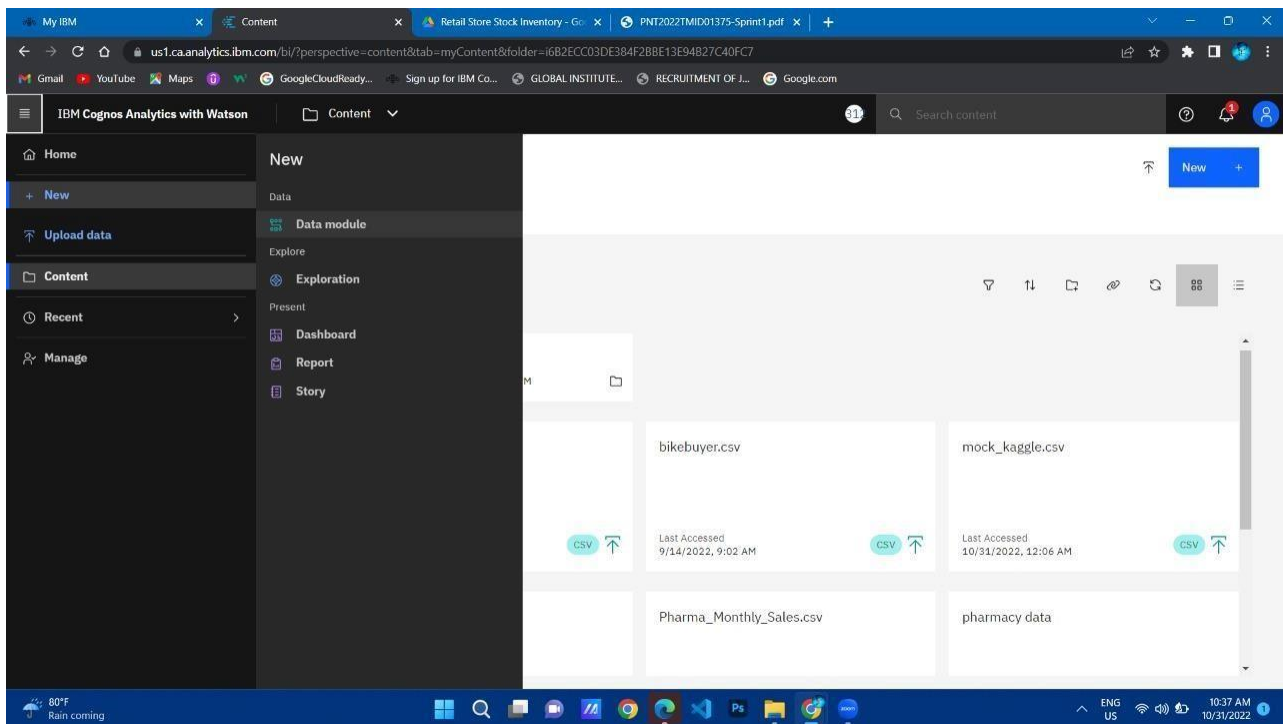 My IBM
Content
Retail Store Stock Inventory - Go
PNT2022TMID01375-Sprint1.pdf
us1.ca.analytics.ibm.com/bi/?perspective=content&tab=myContent&folder=i6B2ECC03DE384F2BBE13E94B27C40FC7
Gmail YouTube Maps GoogleCloudReady... Sign up for IBM Co... GLOBAL INSTITUTE... RECRUITMENT OF J... Google.com
IBM Cognos Analytics with Watson Content Search content 1
Home
New
Upload data
Content
Recent
Manage
New
Data
Data module
Explore
Exploration
Present
Dashboard
Report
Story
New +
M
CSV
bikebuyer.csv
Last Accessed
9/14/2022, 9:02 AM
CSV
mock_kaggle.csv
Last Accessed
10/31/2022, 12:06 AM
CSV
Pharma_Monthly_Sales.csv
pharmacy data
80°F
Rain coming
Ps
zoom
ENG
US
10:37 AM
10/31/2022
1